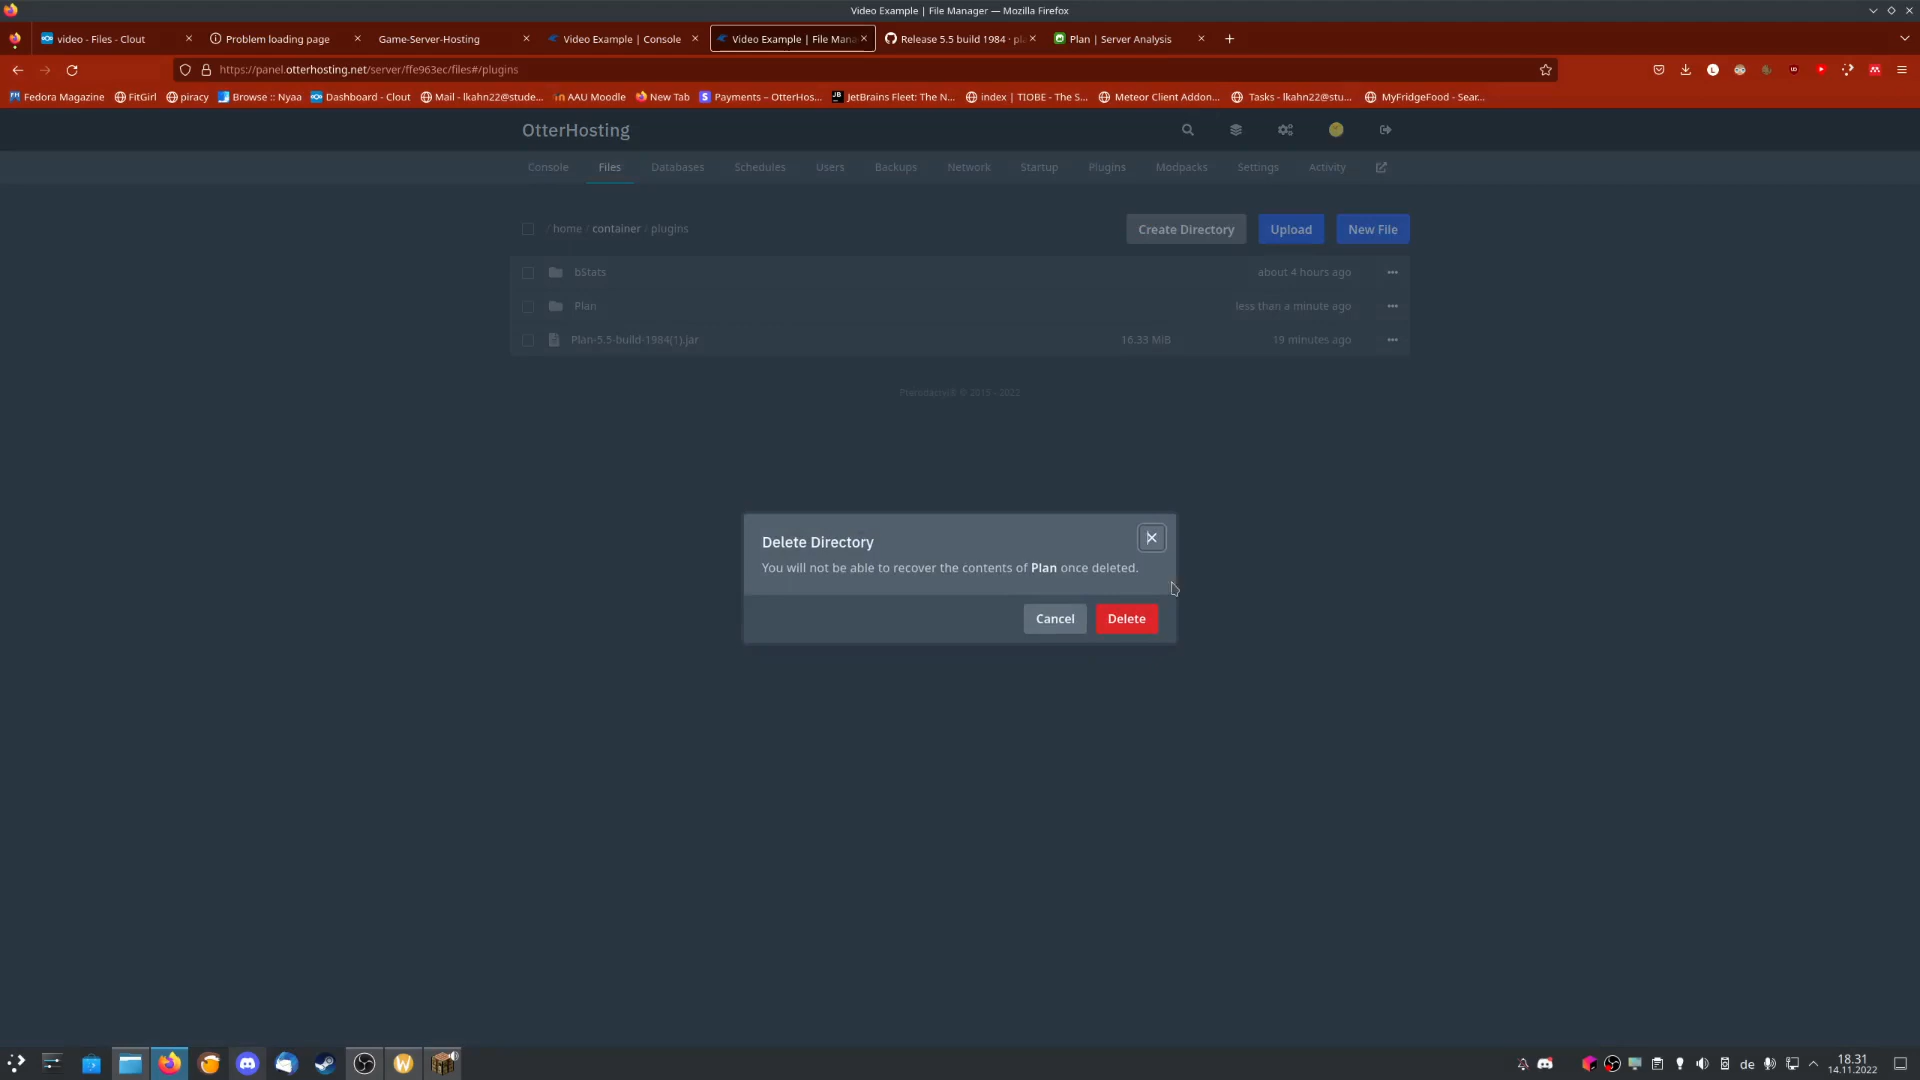 Video Example | File Manager — Mozilla Firefox
video - Files - Clout
Problem loading page
Game-Server-Hosting
Video Example | Console
Video Example | File Mana
Release 5.5 build 1984 · pl
Plan | Server Analysis
https://panel.otterhosting.net/server/ffe963ec/files#/plugins
Fedora Magazine
FitGirl
piracy
Browse :: Nyaa
Dashboard - Clout
Mail - lkahn22@stude...
AAU Moodle
New Tab
Payments – OtterHos...
JetBrains Fleet: The N...
index | TIOBE - The S...
Meteor Client Addon...
Tasks - lkahn22@stu...
MyFridgeFood - Sear...
OtterHosting
Console
Files
Databases
Schedules
Users
Backups
Network
Startup
Plugins
Modpacks
Settings
Activity
/ home / container / plugins
Create Directory
Upload
New File
bStats
about 4 hours ago
Plan
less than a minute ago
Plan-5.5-build-1984(1).jar
16.33 MiB
19 minutes ago
Pterodactyl® © 2015 - 2022
Delete Directory
You will not be able to recover the contents of Plan once deleted.
Cancel
Delete
de
18.31
14.11.2022